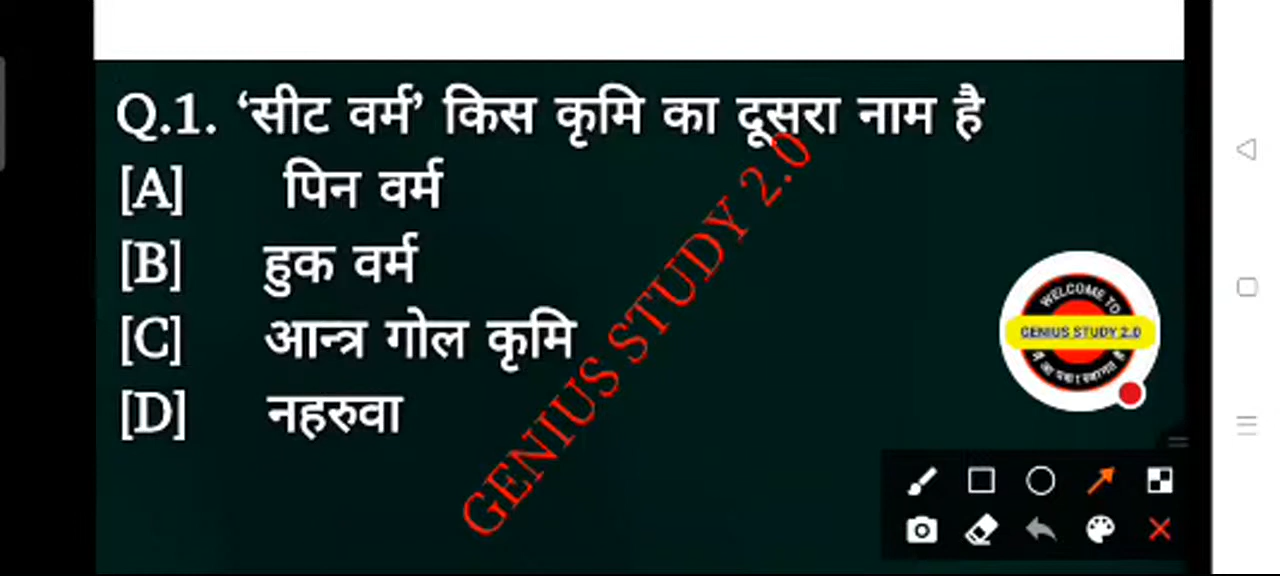 Q.1. ‘सीट वर्म’ किस कृमि का दूसरा नाम है
[A] पिन वर्म
[B] हुक वर्म
[C] आन्त्र गोल कृमि
[D] नहरुवा
GENIUS STUDY 2.0
WELCOME TO
GENIUS STUDY 2.0